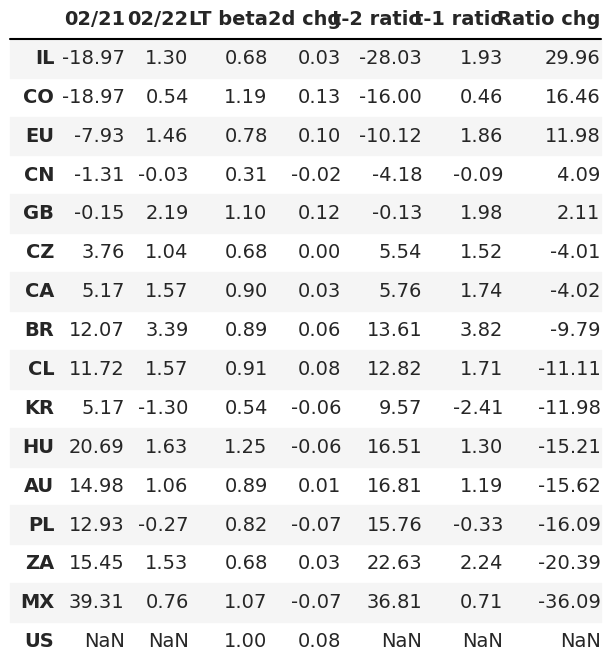 02/21 02/22 LT beta 2d chg t-2 ratio t-1 ratio Ratio chg
IL -18.97 1.30 0.68 0.03 -28.03 1.93 29.96
CO -18.97 0.54 1.19 0.13 -16.00 0.46 16.46
EU -7.93 1.46 0.78 0.10 -10.12 1.86 11.98
CN -1.31 -0.03 0.31 -0.02 -4.18 -0.09 4.09
GB -0.15 2.19 1.10 0.12 -0.13 1.98 2.11
CZ 3.76 1.04 0.68 0.00 5.54 1.52 -4.01
CA 5.17 1.57 0.90 0.03 5.76 1.74 -4.02
BR 12.07 3.39 0.89 0.06 13.61 3.82 -9.79
CL 11.72 1.57 0.91 0.08 12.82 1.71 -11.11
KR 5.17 -1.30 0.54 -0.06 9.57 -2.41 -11.98
HU 20.69 1.63 1.25 -0.06 16.51 1.30 -15.21
AU 14.98 1.06 0.89 0.01 16.81 1.19 -15.62
PL 12.93 -0.27 0.82 -0.07 15.76 -0.33 -16.09
ZA 15.45 1.53 0.68 0.03 22.63 2.24 -20.39
MX 39.31 0.76 1.07 -0.07 36.81 0.71 -36.09
US NaN NaN 1.00 0.08 NaN NaN NaN